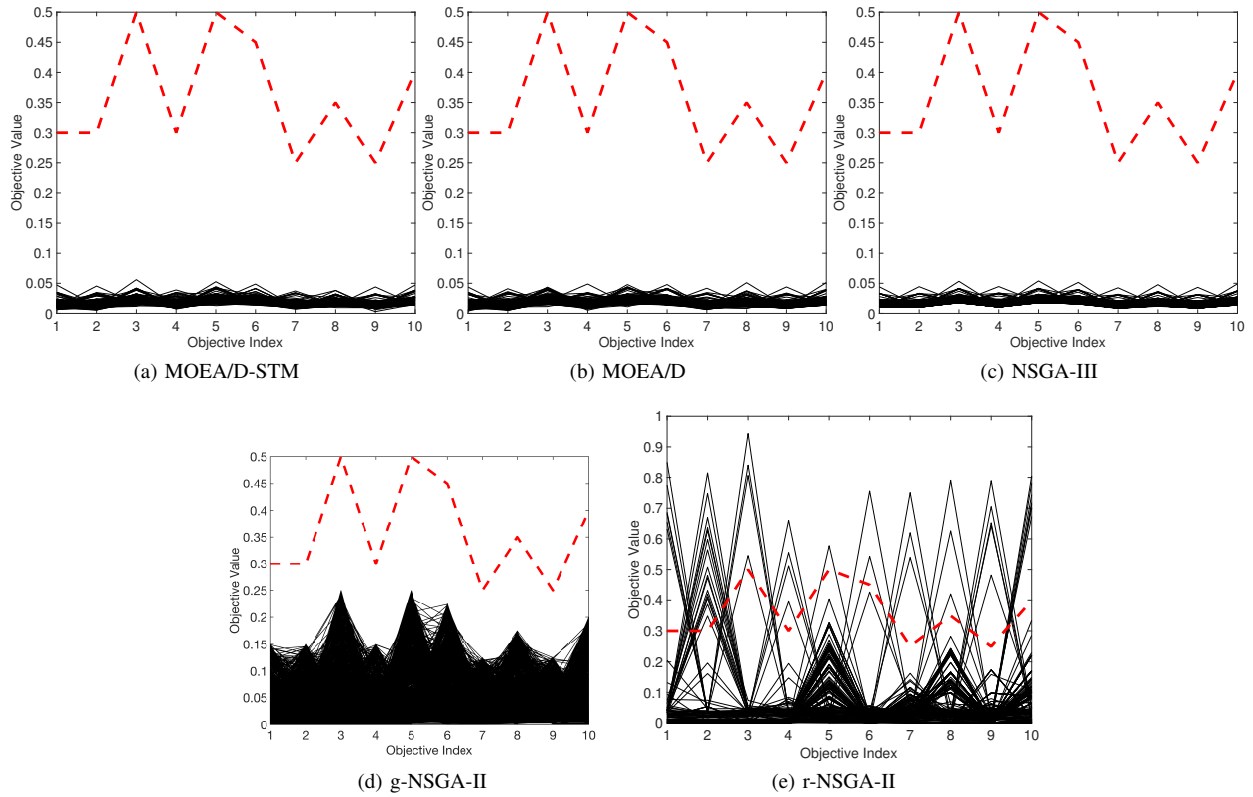 0.5
0.45
0.4
0.35
0.3
0.25
0.2
0.15
0.1
0.05
0
Objective Value
1 2 3 4 5 6 7 8 9 10
Objective Index
(a) MOEA/D-STM
0.5
0.45
0.4
0.35
0.3
0.25
0.2
0.15
0.1
0.05
0
Objective Value
1 2 3 4 5 6 7 8 9 10
Objective Index
(b) MOEA/D
0.5
0.45
0.4
0.35
0.3
0.25
0.2
0.15
0.1
0.05
0
Objective Value
1 2 3 4 5 6 7 8 9 10
Objective Index
(c) NSGA-III
0.5
0.45
0.4
0.35
0.3
0.25
0.2
0.15
0.1
0.05
0
Objective Value
1 2 3 4 5 6 7 8 9 10
Objective Index
(d) g-NSGA-II
1
0.9
0.8
0.7
0.6
0.5
0.4
0.3
0.2
0.1
0
Objective Value
1 2 3 4 5 6 7 8 9 10
Objective Index
(e) r-NSGA-II